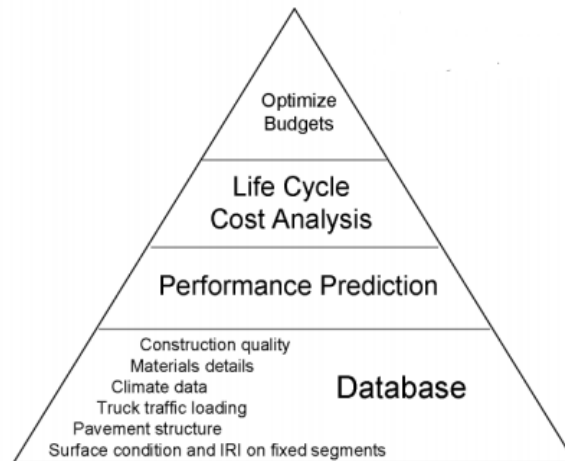 Optimize
Budgets
Life Cycle
Cost Analysis
Performance Prediction
Construction quality
Materials details
Climate data
Truck traffic loading
Pavement structure
Surface condition and IRI on fixed segments
Database